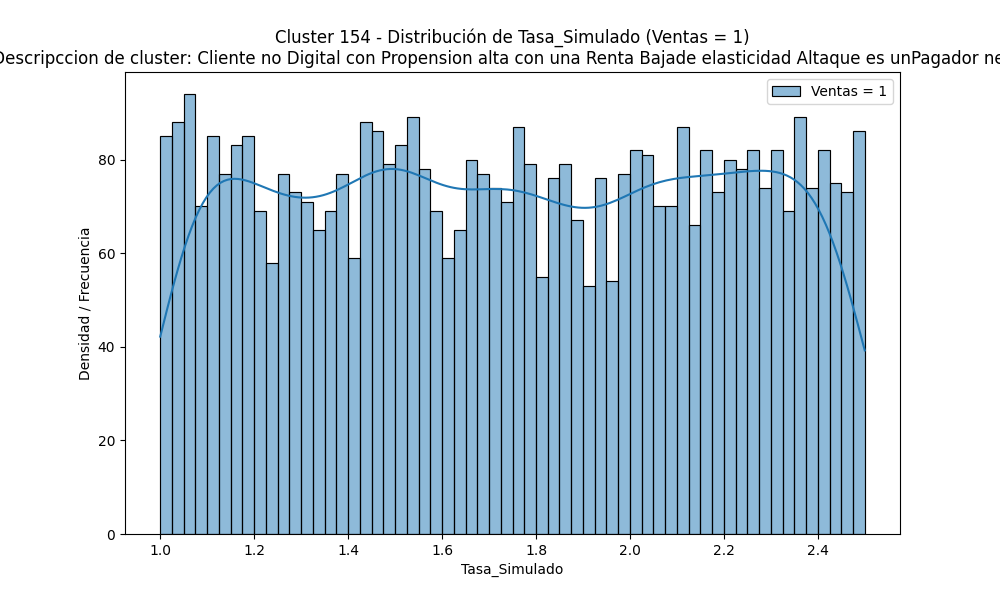 Cluster 154 - Distribución de Tasa_Simulado (Ventas = 1)
Descripccion de cluster: Cliente no Digital con Propension alta con una Renta Bajade elasticidad Altaque es unPagador
Ventas = 1
Densidad / Frecuencia
80
60
40
20
0
1.0 1.2 1.4 1.6 1.8 2.0 2.2 2.4
Tasa_Simulado